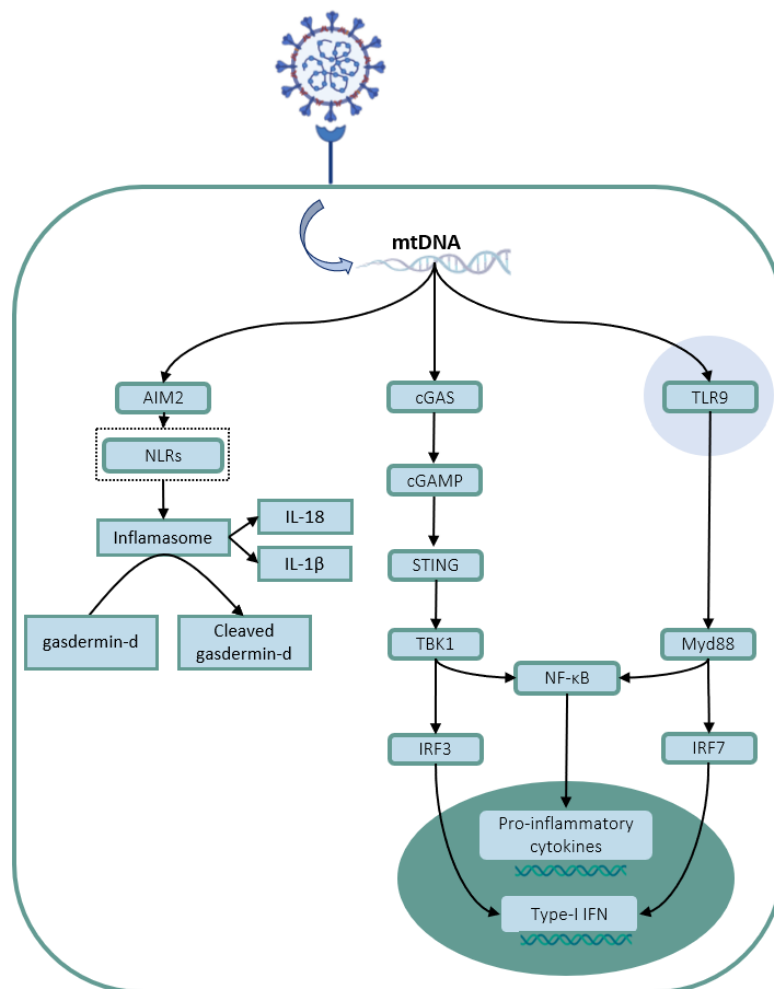 mtDNA
AIM2
cGAS
TLR9
NLRs
cGAMP
IL-18
Inflamasome
IL-1β
STING
gasdermin-d
Cleaved
gasdermin-d
TBK1
Myd88
NF-κB
IRF3
IRF7
Pro-inflammatory
cytokines
Type-I IFN